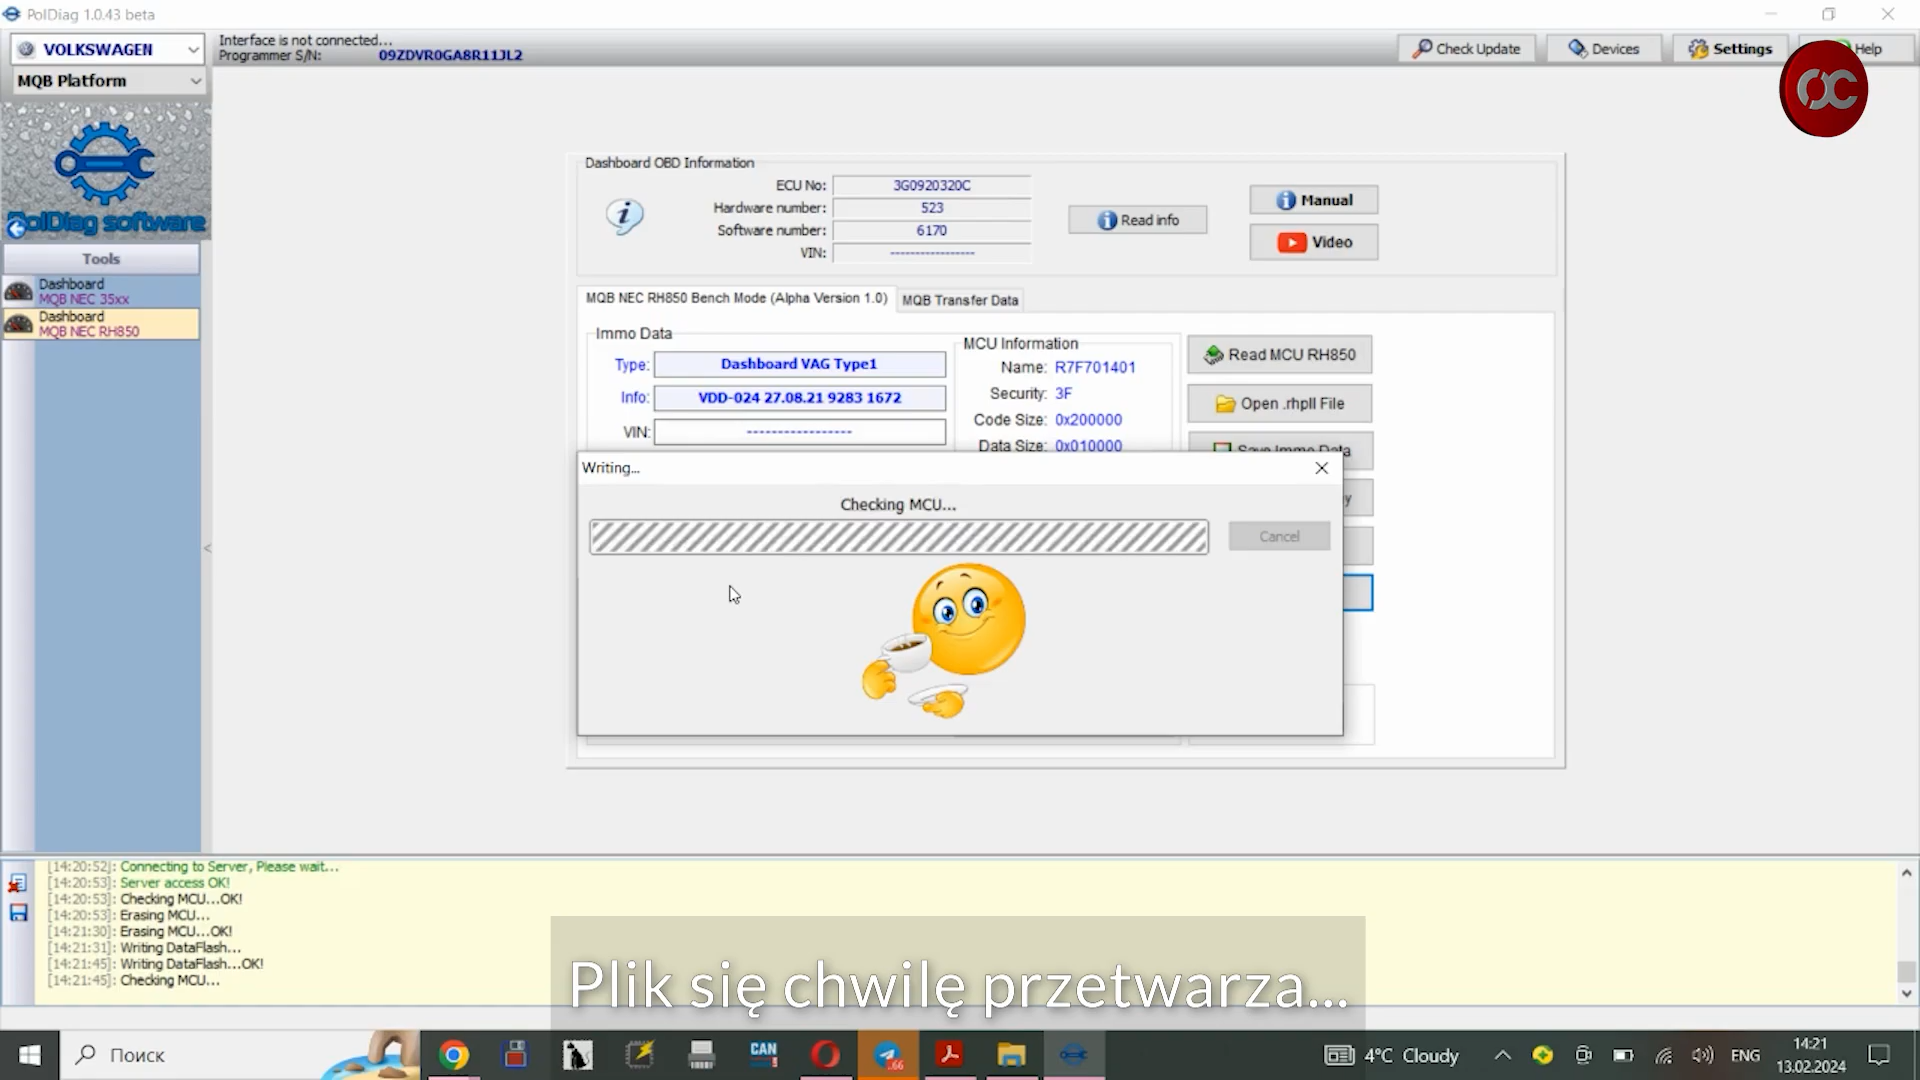 PolDiag 1.0.43 beta
VOLKSWAGEN
Interface is not connected...
Programmer S/N: 09ZDVR0GA8R11JL2
Check Update
Devices
Settings
Help
MQB Platform
OC
PolDiag software
Tools
Dashboard
MQB NEC 35xx
Dashboard
MQB NEC RH850
Dashboard OBD Information
ECU No: 3G0920320C
Hardware number: 523
Software number: 6170
VIN: -----------------
Read info
Manual
Video
MQB NEC RH850 Bench Mode (Alpha Version 1.0)
MQB Transfer Data
Immo Data
Type: Dashboard VAG Type1
Info: VDD-024 27.08.21 9283 1672
VIN: -----------------
MCU Information
Name: R7F701401
Security: 3F
Code Size: 0x200000
Data Size: 0x010000
Read MCU RH850
Open .rhpll File
Save Immo Data
y
Writing...
Checking MCU...
Cancel
<
[14:20:52]: Connecting to Server, Please wait...
[14:20:53]: Server access OK!
[14:20:53]: Checking MCU...OK!
[14:20:53]: Erasing MCU...
[14:21:30]: Erasing MCU...OK!
[14:21:31]: Writing DataFlash...
[14:21:45]: Writing DataFlash...OK!
[14:21:45]: Checking MCU...
Plik się chwilę przetwarza...
Поиск
CAN
66
4°C Cloudy
ENG
14:21
13.02.2024